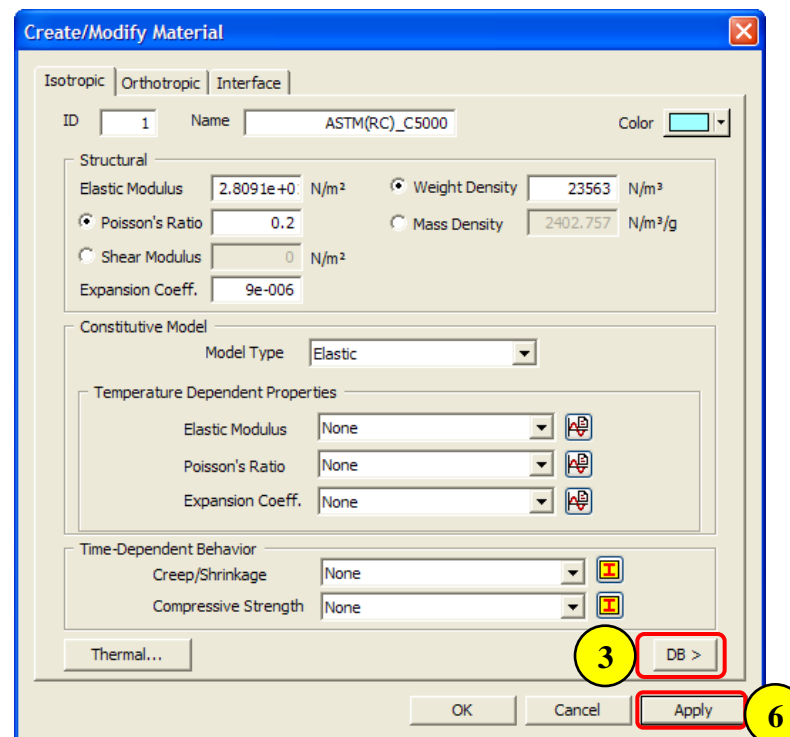 Create/Modify Material
Isotropic Orthotropic Interface
ID 1 Name ASTM(RC)_C5000 Color
Structural
Elastic Modulus 2.8091e+0 N/m² Weight Density 23563 N/m³
Poisson's Ratio 0.2 Mass Density 2402.757 N/m³/g
Shear Modulus 0 N/m²
Expansion Coeff. 9e-006
Constitutive Model
Model Type Elastic
Temperature Dependent Properties
Elastic Modulus None
Poisson's Ratio None
Expansion Coeff. None
Time-Dependent Behavior
Creep/Shrinkage None
Compressive Strength None
Thermal... 3 DB >
OK Cancel Apply 6